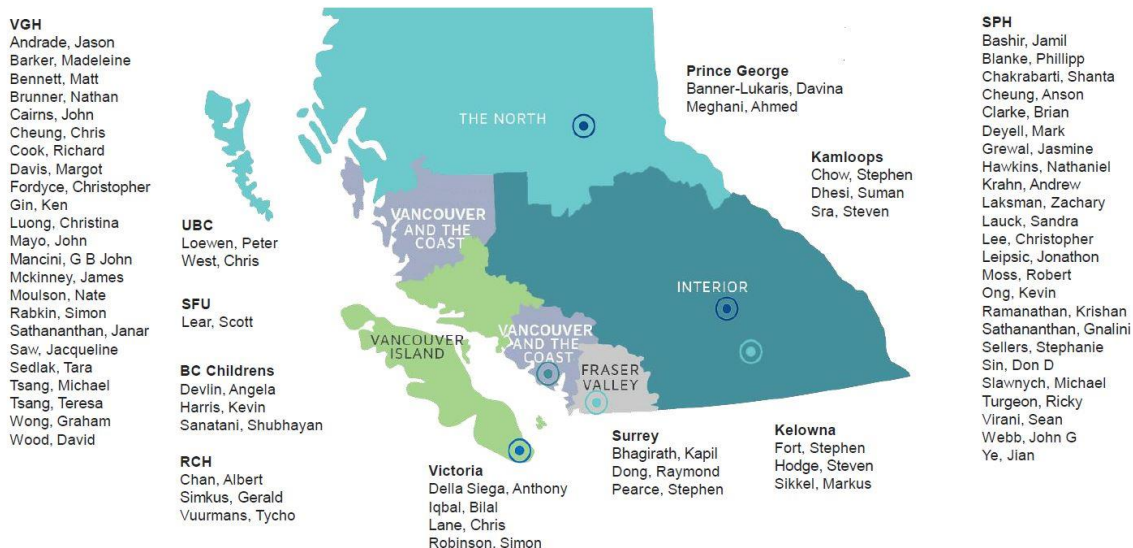 VGH
Andrade, Jason
Barker, Madeleine
Bennett, Matt
Brunner, Nathan
Cairns, John
Cheung, Chris
Cook, Richard
Davis, Margot
Fordyce, Christopher
Gin, Ken
Luong, Christina
Mayo, John
Mancini, G B John
Mckinney, James
Moulson, Nate
Rabkin, Simon
Sathananthan, Janar
Saw, Jacqueline
Sedlak, Tara
Tsang, Michael
Tsang, Teresa
Wong, Graham
Wood, David
UBC
Loewen, Peter
West, Chris
SFU
Lear, Scott
BC Childrens
Devlin, Angela
Harris, Kevin
Sanatani, Shubhayan
RCH
Chan, Albert
Simkus, Gerald
Vuurmans, Tycho
THE NORTH
VANCOUVER
AND THE
COAST
INTERIOR
VANCOUVER
ISLAND
VANCOUVER
AND THE
COAST
FRASER
VALLEY
Prince George
Banner-Lukaris, Davina
Meghani, Ahmed
Kamloops
Chow, Stephen
Dhesi, Suman
Sra, Steven
Victoria
Della Siega, Anthony
Iqbal, Bilal
Lane, Chris
Robinson, Simon
Surrey
Bhagirath, Kapil
Dong, Raymond
Pearce, Stephen
Kelowna
Fort, Stephen
Hodge, Steven
Sikkel, Markus
SPH
Bashir, Jamil
Blanke, Phillipp
Chakrabarti, Shanta
Cheung, Anson
Clarke, Brian
Deyell, Mark
Grewal, Jasmine
Hawkins, Nathaniel
Krahn, Andrew
Laksman, Zachary
Lauck, Sandra
Lee, Christopher
Leipsic, Jonathon
Moss, Robert
Ong, Kevin
Ramanathan, Krishan
Sathananthan, Gnalini
Sellers, Stephanie
Sin, Don D
Slawnych, Michael
Turgeon, Ricky
Virani, Sean
Webb, John G
Ye, Jian